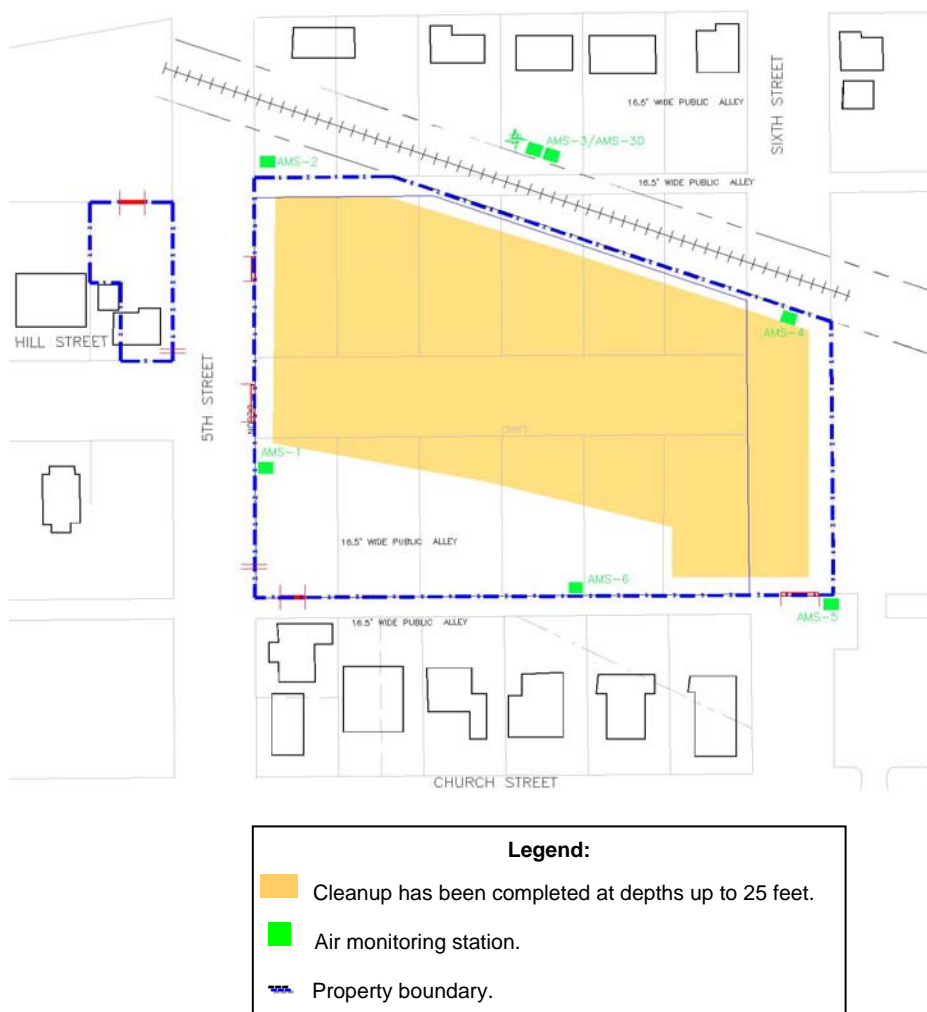 16.5' WIDE PUBLIC ALLEY
SIXTH STREET
AMS-3/AMS-3D
AMS-2
16.5' WIDE PUBLIC ALLEY
AMS-4
HILL STREET
5TH STREET
AMS-1
16.5' WIDE PUBLIC ALLEY
AMS-6
AMS-5
16.5' WIDE PUBLIC ALLEY
CHURCH STREET
Legend:
Cleanup has been completed at depths up to 25 feet.
Air monitoring station.
Property boundary.